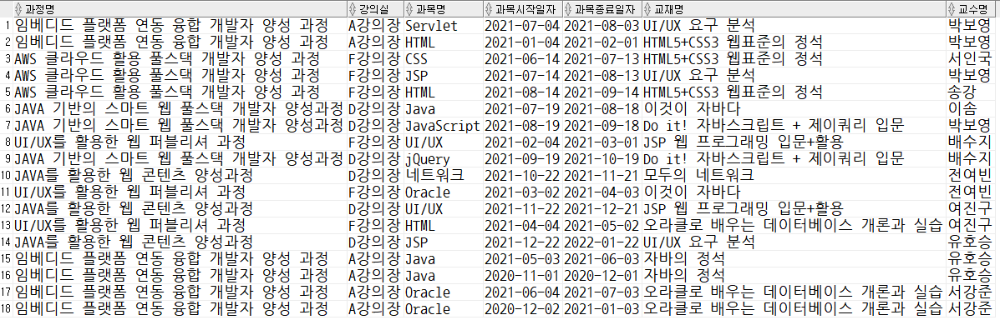 과정명 강의실 과목명 과목시작일자 과목종료일자 교재명 교수명
1 임베디드 플랫폼 연동 융합 개발자 양성 과정 A강의장 Servlet 2021-07-04 2021-08-03 UI/UX 요구 분석 박보영
2 임베디드 플랫폼 연동 융합 개발자 양성 과정 A강의장 HTML 2021-01-04 2021-02-01 HTML5+CSS3 웹표준의 정석 박보영
3 AWS 클라우드 활용 풀스택 개발자 양성 과정 F강의장 CSS 2021-06-14 2021-07-13 HTML5+CSS3 웹표준의 정석 서인국
4 AWS 클라우드 활용 풀스택 개발자 양성 과정 F강의장 JSP 2021-07-14 2021-08-13 UI/UX 요구 분석 박보영
5 AWS 클라우드 활용 풀스택 개발자 양성 과정 F강의장 HTML 2021-08-14 2021-09-14 HTML5+CSS3 웹표준의 정석 송강
6 JAVA 기반의 스마트 웹 풀스택 개발자 양성과정 D강의장 Java 2021-07-19 2021-08-18 이것이 자바다 이솜
7 JAVA 기반의 스마트 웹 풀스택 개발자 양성과정 D강의장 JavaScript 2021-08-19 2021-09-18 Do it! 자바스크립트 + 제이쿼리 입문 박보영
8 UI/UX를 활용한 웹 퍼블리셔 과정 F강의장 UI/UX 2021-02-04 2021-03-01 JSP 웹 프로그래밍 입문+활용 배수지
9 JAVA 기반의 스마트 웹 풀스택 개발자 양성과정 D강의장 jQuery 2021-09-19 2021-10-19 Do it! 자바스크립트 + 제이쿼리 입문 배수지
10 JAVA를 활용한 웹 콘텐츠 양성과정 D강의장 네트워크 2021-10-22 2021-11-21 모두의 네트워크 전여빈
11 UI/UX를 활용한 웹 퍼블리셔 과정 F강의장 Oracle 2021-03-02 2021-04-03 이것이 자바다 전여빈
12 JAVA를 활용한 웹 콘텐츠 양성과정 D강의장 UI/UX 2021-11-22 2021-12-21 JSP 웹 프로그래밍 입문+활용 여진구
13 UI/UX를 활용한 웹 퍼블리셔 과정 F강의장 HTML 2021-04-04 2021-05-02 오라클로 배우는 데이터베이스 개론과 실습 여진구
14 JAVA를 활용한 웹 콘텐츠 양성과정 D강의장 JSP 2021-12-22 2022-01-22 UI/UX 요구 분석 유호승
15 임베디드 플랫폼 연동 융합 개발자 양성 과정 A강의장 Java 2021-05-03 2021-06-03 자바의 정석 유호승
16 임베디드 플랫폼 연동 융합 개발자 양성 과정 A강의장 Java 2020-11-01 2020-12-01 자바의 정석 유호승
17 임베디드 플랫폼 연동 융합 개발자 양성 과정 A강의장 Oracle 2021-06-04 2021-07-03 오라클로 배우는 데이터베이스 개론과 실습 서강준
18 임베디드 플랫폼 연동 융합 개발자 양성 과정 A강의장 Oracle 2020-12-02 2021-01-03 오라클로 배우는 데이터베이스 개론과 실습 서강준